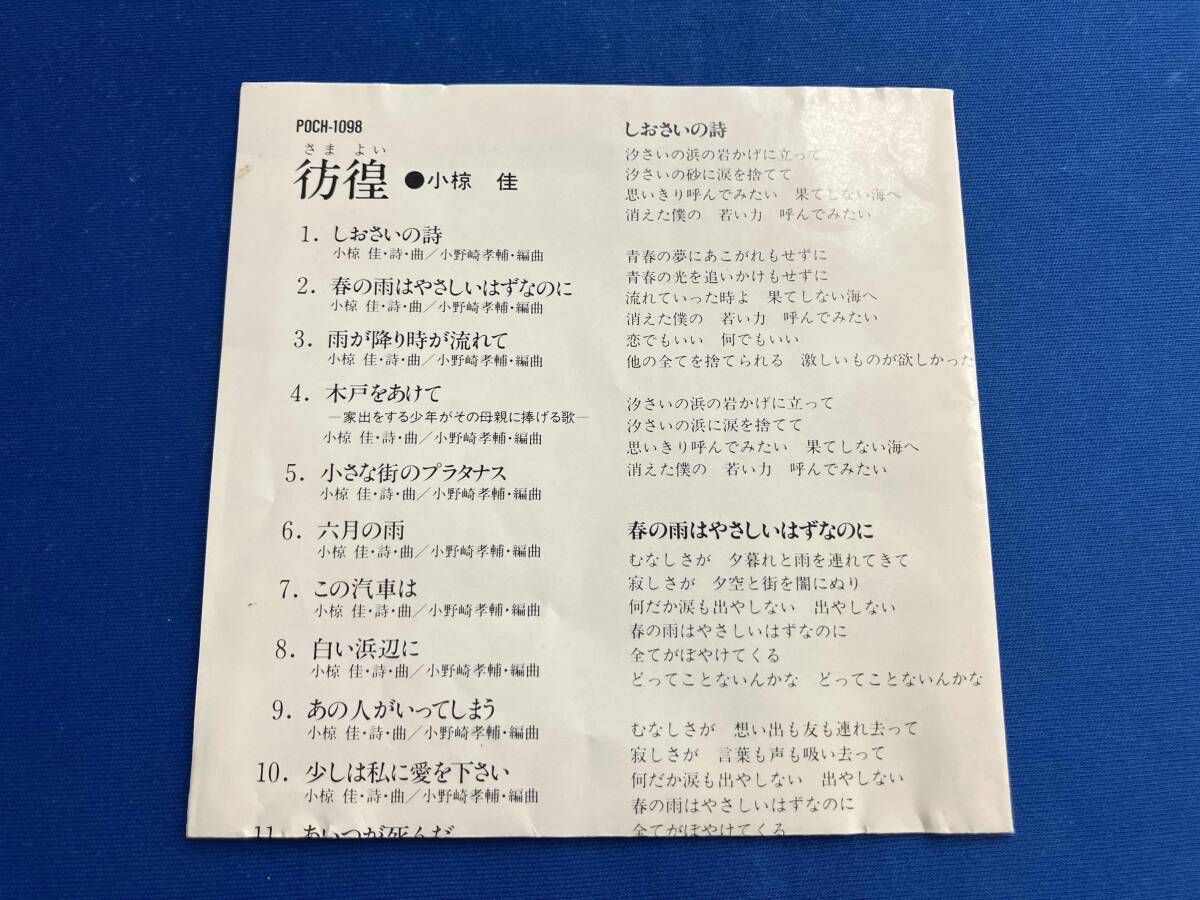 POCH-1098
さま よい
彷徨 ●小椋 佳
1. しおさいの詩
小椋 佳・詩・曲／小野崎孝輔・編曲
2. 春の雨はやさしいはずなのに
小椋 佳・詩・曲／小野崎孝輔・編曲
3. 雨が降り時が流れて
小椋 佳・詩・曲／小野崎孝輔・編曲
4. 木戸をあけて
―家出をする少年がその母親に捧げる歌―
小椋 佳・詩・曲／小野崎孝輔・編曲
5. 小さな街のプラタナス
小椋 佳・詩・曲／小野崎孝輔・編曲
6. 六月の雨
小椋 佳・詩・曲／小野崎孝輔・編曲
7. この汽車は
小椋 佳・詩・曲／小野崎孝輔・編曲
8. 白い浜辺に
小椋 佳・詩・曲／小野崎孝輔・編曲
9. あの人がいってしまう
小椋 佳・詩・曲／小野崎孝輔・編曲
10. 少しは私に愛を下さい
小椋 佳・詩・曲／小野崎孝輔・編曲
11. あいつが死んだ
しおさいの詩
汐さいの浜の岩かげに立って
汐さいの砂に涙を捨てて
思いきり呼んでみたい 果てしない海へ
消えた僕の 若い力 呼んでみたい
青春の夢にあこがれもせずに
青春の光を追いかけもせずに
流れていった時よ 果てしない海へ
消えた僕の 若い力 呼んでみたい
恋でもいい 何でもいい
他の全てを捨てられる 激しいものが欲しかった
汐さいの浜の岩かげに立って
汐さいの浜に涙を捨てて
思いきり呼んでみたい 果てしない海へ
消えた僕の 若い力 呼んでみたい
春の雨はやさしいはずなのに
むなしさが 夕暮れと雨を連れてきて
寂しさが 夕空と街を闇にぬり
何だか涙も出やしない 出やしない
春の雨はやさしいはずなのに
全てがぼやけてくる
どってことないんかな どってことないんかな
むなしさが 想い出も友も連れ去って
寂しさが 言葉も声も吸い去って
何だか涙も出やしない 出やしない
春の雨はやさしいはずなのに
全てがぼやけてくる